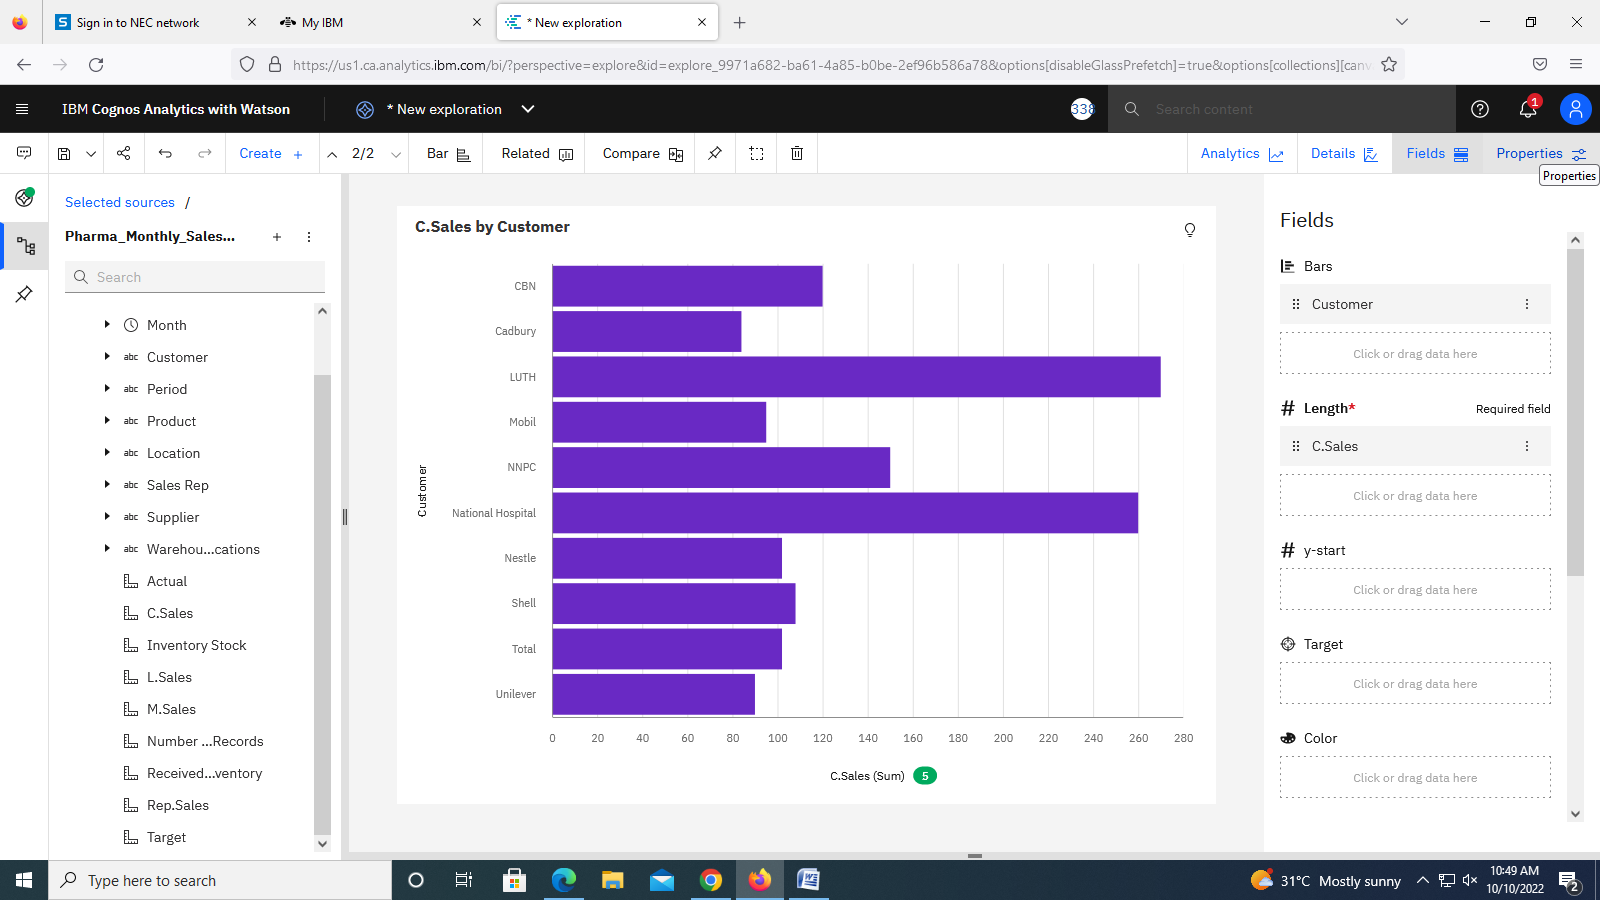 Sign in to NEC network
My IBM
* New exploration
https://us1.ca.analytics.ibm.com/bi/?perspective=explore&id=explore_9971a682-ba61-4a85-b0be-2ef96b586a78&options[disableGlassPrefetch]=true&options[collections][canv
IBM Cognos Analytics with Watson
* New exploration
338
Search content
1
Create +
2/2
Bar
Related
Compare
Analytics
Details
Fields
Properties
Properties
Selected sources /
Pharma_Monthly_Sales...
Search
Month
abc Customer
abc Period
abc Product
abc Location
abc Sales Rep
abc Supplier
abc Warehou...cations
Actual
C.Sales
Inventory Stock
L.Sales
M.Sales
Number ...Records
Received...ventory
Rep.Sales
Target
C.Sales by Customer
Customer
CBN
Cadbury
LUTH
Mobil
NNPC
National Hospital
Nestle
Shell
Total
Unilever
0 20 40 60 80 100 120 140 160 180 200 220 240 260 280
C.Sales (Sum) 5
Fields
Bars
Customer
Click or drag data here
# Length* Required field
C.Sales
Click or drag data here
# y-start
Click or drag data here
Target
Click or drag data here
Color
Click or drag data here
Type here to search
31°C Mostly sunny
10:49 AM
10/10/2022
2